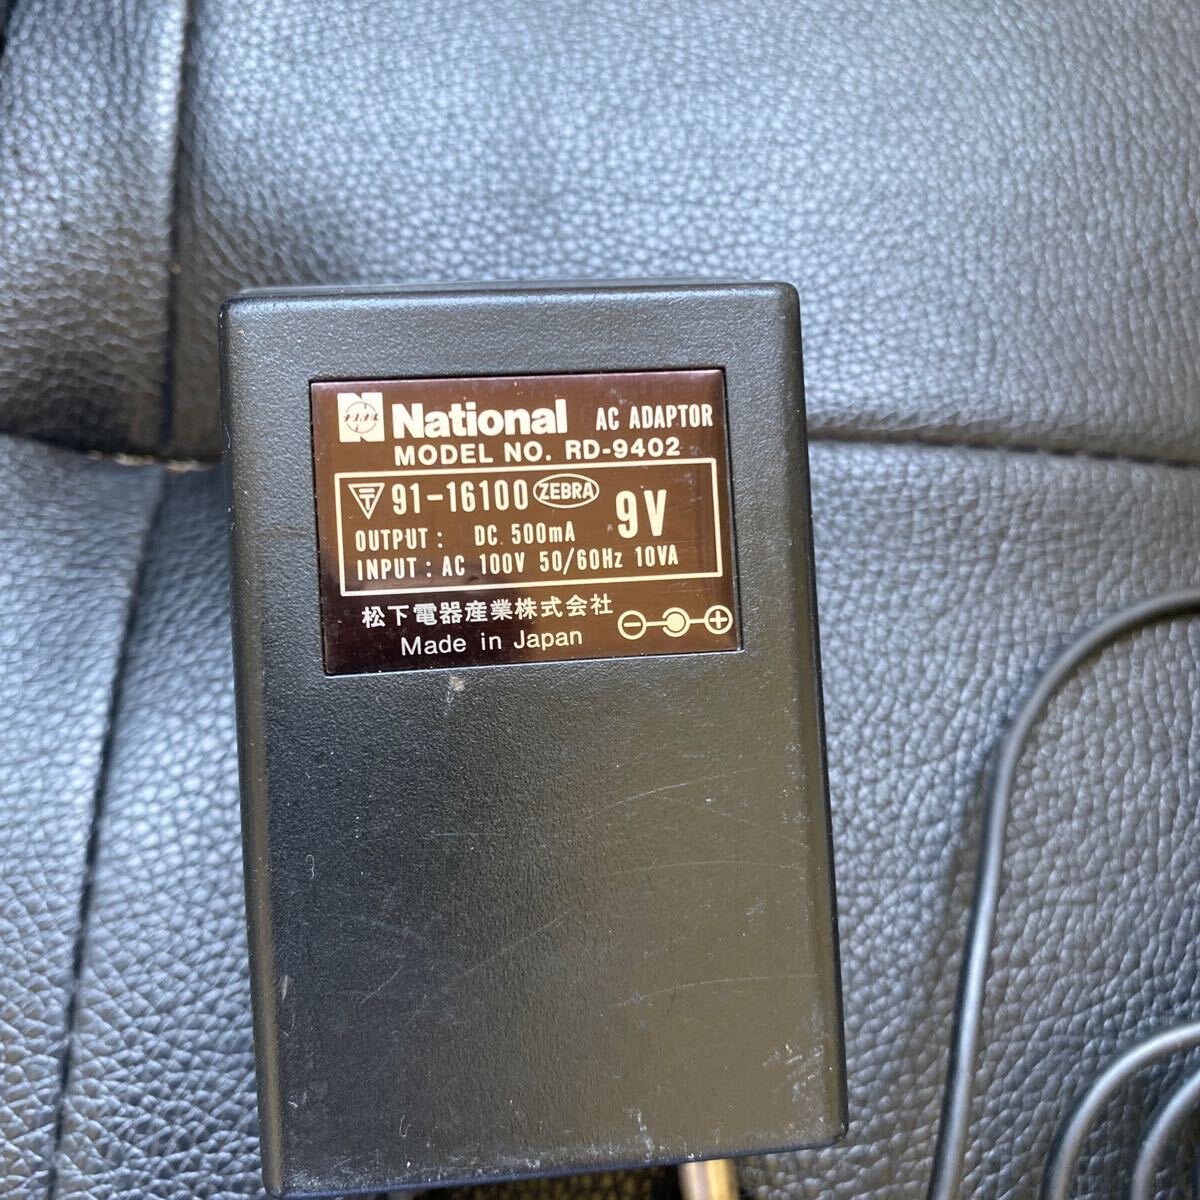 National AC ADAPTOR
MODEL NO. RD-9402
〒 91-16100 ZEBRA 9V
OUTPUT: DC 500mA
INPUT: AC 100V 50/60Hz 10VA
松下電器産業株式会社
Made in Japan